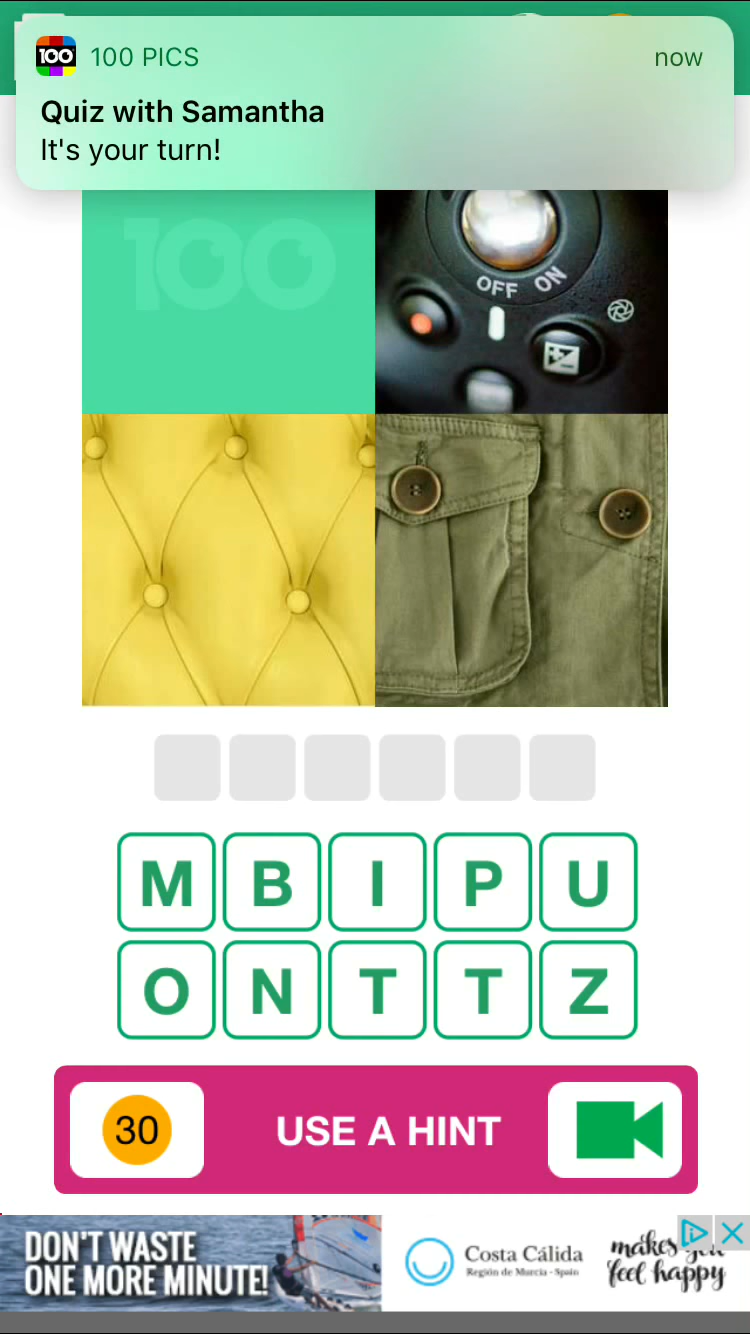 100 100 PICS now
Quiz with Samantha
It's your turn!
100
OFF ON
M B I P U
O N T T Z
30 USE A HINT
DON'T WASTE
ONE MORE MINUTE!
Costa Cálida
Región de Murcia - Spain
makes you
feel happy